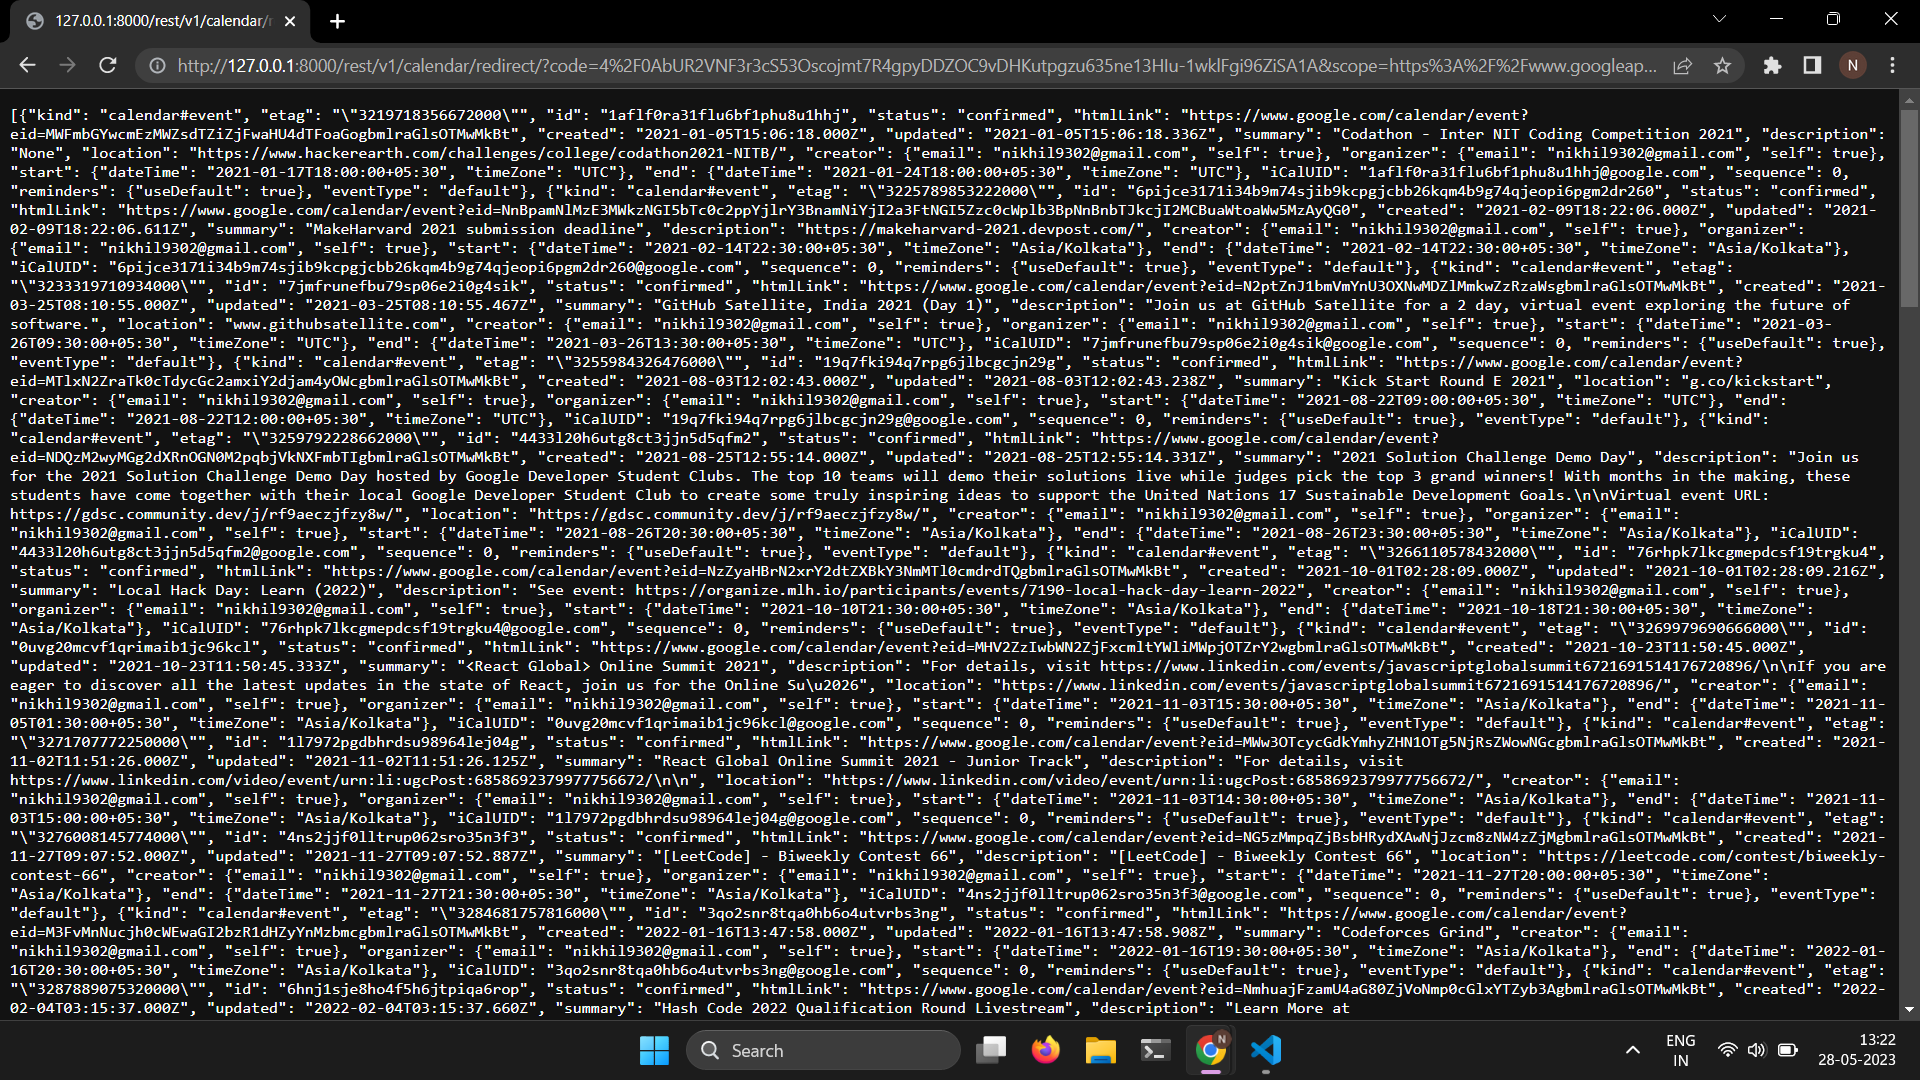 127.0.0.1:8000/rest/v1/calendar/r
http://127.0.0.1:8000/rest/v1/calendar/redirect/?code=4%2F0AbUR2VNF3r3cS53Oscojmt7R4gpyDDZOC9vDHKutpgzu635ne13HIu-1wklFgi96ZiSA1A&scope=https%3A%2F%2Fwww.googleap...
N
[{"kind": "calendar#event", "etag": "\"3219718356672000\"", "id": "1aflf0ra31flu6bf1phu8u1hhj", "status": "confirmed", "htmlLink": "https://www.google.com/calendar/event?
eid=MWFmbGYwcmEzMWZsdTZiZjFwaHU4dTFoaGogbmlraGlsOTMwMkBt", "created": "2021-01-05T15:06:18.000Z", "updated": "2021-01-05T15:06:18.336Z", "summary": "Codathon - Inter NIT Coding Competition 2021", "description":
"None", "location": "https://www.hackerearth.com/challenges/college/codathon2021-NITB/", "creator": {"email": "nikhil9302@gmail.com", "self": true}, "organizer": {"email": "nikhil9302@gmail.com", "self": true},
"start": {"dateTime": "2021-01-17T18:00:00+05:30", "timeZone": "UTC"}, "end": {"dateTime": "2021-01-24T18:00:00+05:30", "timeZone": "UTC"}, "iCalUID": "1aflf0ra31flu6bf1phu8u1hhj@google.com", "sequence": 0,
"reminders": {"useDefault": true}, "eventType": "default"}, {"kind": "calendar#event", "etag": "\"3225789853222000\"", "id": "6pijce3171i34b9m74sjib9kcpgjcbb26kqm4b9g74qjeopi6pgm2dr260", "status": "confirmed",
"htmlLink": "https://www.google.com/calendar/event?eid=NnBpamNlMzE3MWkzNGI5bTc0c2ppYjlrY3BnamNiYjI2a3FtNGI5Zzc0cWplb3BpNnBnbTJkcjI2MCBuaWtoaWw5MzAyQG0", "created": "2021-02-09T18:22:06.000Z", "updated": "2021-
02-09T18:22:06.611Z", "summary": "MakeHarvard 2021 submission deadline", "description": "https://makeharvard-2021.devpost.com/", "creator": {"email": "nikhil9302@gmail.com", "self": true}, "organizer":
{"email": "nikhil9302@gmail.com", "self": true}, "start": {"dateTime": "2021-02-14T22:30:00+05:30", "timeZone": "Asia/Kolkata"}, "end": {"dateTime": "2021-02-14T22:30:00+05:30", "timeZone": "Asia/Kolkata"},
"iCalUID": "6pijce3171i34b9m74sjib9kcpgjcbb26kqm4b9g74qjeopi6pgm2dr260@google.com", "sequence": 0, "reminders": {"useDefault": true}, "eventType": "default"}, {"kind": "calendar#event", "etag":
"\"3233319710934000\"", "id": "7jmfrunefbu79sp06e2i0g4sik", "status": "confirmed", "htmlLink": "https://www.google.com/calendar/event?eid=N2ptZnJ1bmVmYnU3OXNwMDZlMmkwZzRzaWsgbmlraGlsOTMwMkBt", "created": "2021-
03-25T08:10:55.000Z", "updated": "2021-03-25T08:10:55.467Z", "summary": "GitHub Satellite, India 2021 (Day 1)", "description": "Join us at GitHub Satellite for a 2 day, virtual event exploring the future of
software.", "location": "www.githubsatellite.com", "creator": {"email": "nikhil9302@gmail.com", "self": true}, "organizer": {"email": "nikhil9302@gmail.com", "self": true}, "start": {"dateTime": "2021-03-
26T09:30:00+05:30", "timeZone": "UTC"}, "end": {"dateTime": "2021-03-26T13:30:00+05:30", "timeZone": "UTC"}, "iCalUID": "7jmfrunefbu79sp06e2i0g4sik@google.com", "sequence": 0, "reminders": {"useDefault": true},
"eventType": "default"}, {"kind": "calendar#event", "etag": "\"3255984326476000\"", "id": "19q7fki94q7rpg6jlbcgcjn29g", "status": "confirmed", "htmlLink": "https://www.google.com/calendar/event?
eid=MTlxN2ZraTk0cTdycGc2amxiY2djam4yOWcgbmlraGlsOTMwMkBt", "created": "2021-08-03T12:02:43.000Z", "updated": "2021-08-03T12:02:43.238Z", "summary": "Kick Start Round E 2021", "location": "g.co/kickstart",
"creator": {"email": "nikhil9302@gmail.com", "self": true}, "organizer": {"email": "nikhil9302@gmail.com", "self": true}, "start": {"dateTime": "2021-08-22T09:00:00+05:30", "timeZone": "UTC"}, "end":
{"dateTime": "2021-08-22T12:00:00+05:30", "timeZone": "UTC"}, "iCalUID": "19q7fki94q7rpg6jlbcgcjn29g@google.com", "sequence": 0, "reminders": {"useDefault": true}, "eventType": "default"}, {"kind":
"calendar#event", "etag": "\"3259792228662000\"", "id": "4433l20h6utg8ct3jjn5d5qfm2", "status": "confirmed", "htmlLink": "https://www.google.com/calendar/event?
eid=NDQzM2wyMGg2dXRnOGN0M2pqbjVkNXFmbTIgbmlraGlsOTMwMkBt", "created": "2021-08-25T12:55:14.000Z", "updated": "2021-08-25T12:55:14.331Z", "summary": "2021 Solution Challenge Demo Day", "description": "Join us
for the 2021 Solution Challenge Demo Day hosted by Google Developer Student Clubs. The top 10 teams will demo their solutions live while judges pick the top 3 grand winners! With months in the making, these
students have come together with their local Google Developer Student Club to create some truly inspiring ideas to support the United Nations 17 Sustainable Development Goals.\n\nVirtual event URL:
https://gdsc.community.dev/j/rf9aeczjfzy8w/", "location": "https://gdsc.community.dev/j/rf9aeczjfzy8w/", "creator": {"email": "nikhil9302@gmail.com", "self": true}, "organizer": {"email":
"nikhil9302@gmail.com", "self": true}, "start": {"dateTime": "2021-08-26T20:30:00+05:30", "timeZone": "Asia/Kolkata"}, "end": {"dateTime": "2021-08-26T23:30:00+05:30", "timeZone": "Asia/Kolkata"}, "iCalUID":
"4433l20h6utg8ct3jjn5d5qfm2@google.com", "sequence": 0, "reminders": {"useDefault": true}, "eventType": "default"}, {"kind": "calendar#event", "etag": "\"3266110578432000\"", "id": "76rhpk7lkcgmepdcsf19trgku4",
"status": "confirmed", "htmlLink": "https://www.google.com/calendar/event?eid=NzZyaHBrN2xrY2dtZXBkY3NmMTl0cmdrdTQgbmlraGlsOTMwMkBt", "created": "2021-10-01T02:28:09.000Z", "updated": "2021-10-01T02:28:09.216Z",
"summary": "Local Hack Day: Learn (2022)", "description": "See event: https://organize.mlh.io/participants/events/7190-local-hack-day-learn-2022", "creator": {"email": "nikhil9302@gmail.com", "self": true},
"organizer": {"email": "nikhil9302@gmail.com", "self": true}, "start": {"dateTime": "2021-10-10T21:30:00+05:30", "timeZone": "Asia/Kolkata"}, "end": {"dateTime": "2021-10-18T21:30:00+05:30", "timeZone":
"Asia/Kolkata"}, "iCalUID": "76rhpk7lkcgmepdcsf19trgku4@google.com", "sequence": 0, "reminders": {"useDefault": true}, "eventType": "default"}, {"kind": "calendar#event", "etag": "\"3269979690666000\"", "id":
"0uvg20mcvf1qrimaib1jc96kcl", "status": "confirmed", "htmlLink": "https://www.google.com/calendar/event?eid=MHV2ZzIwbWN2ZjFxcmltYWliMWpjOTZrY2wgbmlraGlsOTMwMkBt", "created": "2021-10-23T11:50:45.000Z",
"updated": "2021-10-23T11:50:45.333Z", "summary": "<React Global> Online Summit 2021", "description": "For details, visit https://www.linkedin.com/events/javascriptglobalsummit6721691514176720896/\n\nIf you are
eager to discover all the latest updates in the state of React, join us for the Online Su\u2026", "location": "https://www.linkedin.com/events/javascriptglobalsummit6721691514176720896/", "creator": {"email":
"nikhil9302@gmail.com", "self": true}, "organizer": {"email": "nikhil9302@gmail.com", "self": true}, "start": {"dateTime": "2021-11-03T15:30:00+05:30", "timeZone": "Asia/Kolkata"}, "end": {"dateTime": "2021-11-
05T01:30:00+05:30", "timeZone": "Asia/Kolkata"}, "iCalUID": "0uvg20mcvf1qrimaib1jc96kcl@google.com", "sequence": 0, "reminders": {"useDefault": true}, "eventType": "default"}, {"kind": "calendar#event", "etag":
"\"3271707772250000\"", "id": "1l7972pgdbhrdsu98964lej04g", "status": "confirmed", "htmlLink": "https://www.google.com/calendar/event?eid=MWw3OTcycGdkYmhyZHN1OTg5NjRsZWowNGcgbmlraGlsOTMwMkBt", "created": "2021-
11-02T11:51:26.000Z", "updated": "2021-11-02T11:51:26.125Z", "summary": "React Global Online Summit 2021 - Junior Track", "description": "For details, visit
https://www.linkedin.com/video/event/urn:li:ugcPost:6858692379977756672/\n\n", "location": "https://www.linkedin.com/video/event/urn:li:ugcPost:6858692379977756672/", "creator": {"email":
"nikhil9302@gmail.com", "self": true}, "organizer": {"email": "nikhil9302@gmail.com", "self": true}, "start": {"dateTime": "2021-11-03T14:30:00+05:30", "timeZone": "Asia/Kolkata"}, "end": {"dateTime": "2021-11-
03T15:00:00+05:30", "timeZone": "Asia/Kolkata"}, "iCalUID": "1l7972pgdbhrdsu98964lej04g@google.com", "sequence": 0, "reminders": {"useDefault": true}, "eventType": "default"}, {"kind": "calendar#event", "etag":
"\"3276008145774000\"", "id": "4ns2jjf0lltrup062sro35n3f3", "status": "confirmed", "htmlLink": "https://www.google.com/calendar/event?eid=NG5zMmpqZjBsbHRydXAwNjJzcm8zNW4zZjMgbmlraGlsOTMwMkBt", "created": "2021-
11-27T09:07:52.000Z", "updated": "2021-11-27T09:07:52.887Z", "summary": "[LeetCode] - Biweekly Contest 66", "description": "[LeetCode] - Biweekly Contest 66", "location": "https://leetcode.com/contest/biweekly-
contest-66", "creator": {"email": "nikhil9302@gmail.com", "self": true}, "organizer": {"email": "nikhil9302@gmail.com", "self": true}, "start": {"dateTime": "2021-11-27T20:00:00+05:30", "timeZone":
"Asia/Kolkata"}, "end": {"dateTime": "2021-11-27T21:30:00+05:30", "timeZone": "Asia/Kolkata"}, "iCalUID": "4ns2jjf0lltrup062sro35n3f3@google.com", "sequence": 0, "reminders": {"useDefault": true}, "eventType":
"default"}, {"kind": "calendar#event", "etag": "\"3284681757816000\"", "id": "3qo2snr8tqa0hb6o4utvrbs3ng", "status": "confirmed", "htmlLink": "https://www.google.com/calendar/event?
eid=M3FvMnNucjh0cWEwaGI2bzR1dHZyYnMzbmcgbmlraGlsOTMwMkBt", "created": "2022-01-16T13:47:58.000Z", "updated": "2022-01-16T13:47:58.908Z", "summary": "Codeforces Grind", "creator": {"email":
"nikhil9302@gmail.com", "self": true}, "organizer": {"email": "nikhil9302@gmail.com", "self": true}, "start": {"dateTime": "2022-01-16T19:30:00+05:30", "timeZone": "Asia/Kolkata"}, "end": {"dateTime": "2022-01-
16T20:30:00+05:30", "timeZone": "Asia/Kolkata"}, "iCalUID": "3qo2snr8tqa0hb6o4utvrbs3ng@google.com", "sequence": 0, "reminders": {"useDefault": true}, "eventType": "default"}, {"kind": "calendar#event", "etag":
"\"3287889075320000\"", "id": "6hnj1sje8ho4f5h6jtpiqa6rop", "status": "confirmed", "htmlLink": "https://www.google.com/calendar/event?eid=NmhuajFzamU4aG80ZjVoNmp0cGlxYTZyb3AgbmlraGlsOTMwMkBt", "created": "2022-
02-04T03:15:37.000Z", "updated": "2022-02-04T03:15:37.660Z", "summary": "Hash Code 2022 Qualification Round Livestream", "description": "Learn More at
Search
N
ENG
IN
13:22
28-05-2023